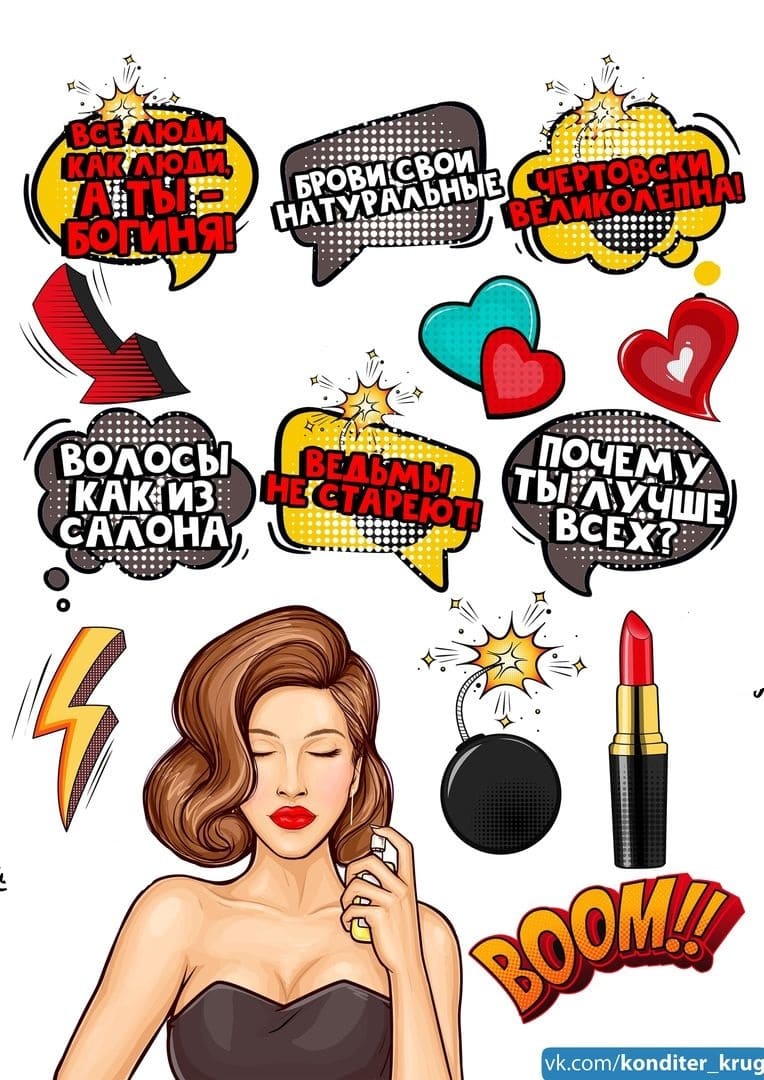 ВСЕ ЛЮДИ
КАК ЛЮДИ,
А ТЫ –
БОГИНЯ!
БРОВИ СВОИ
НАТУРАЛЬНЫЕ
ЧЕРТОВСКИ
ВЕЛИКОЛЕПНА!
ВОЛОСЫ
КАК ИЗ
САЛОНА
ВЕДЬМЫ
НЕ СТАРЕЮТ!
ПОЧЕМУ
ТЫ ЛУЧШЕ
ВСЕХ?
BOOM!!
vk.com/konditer_krug